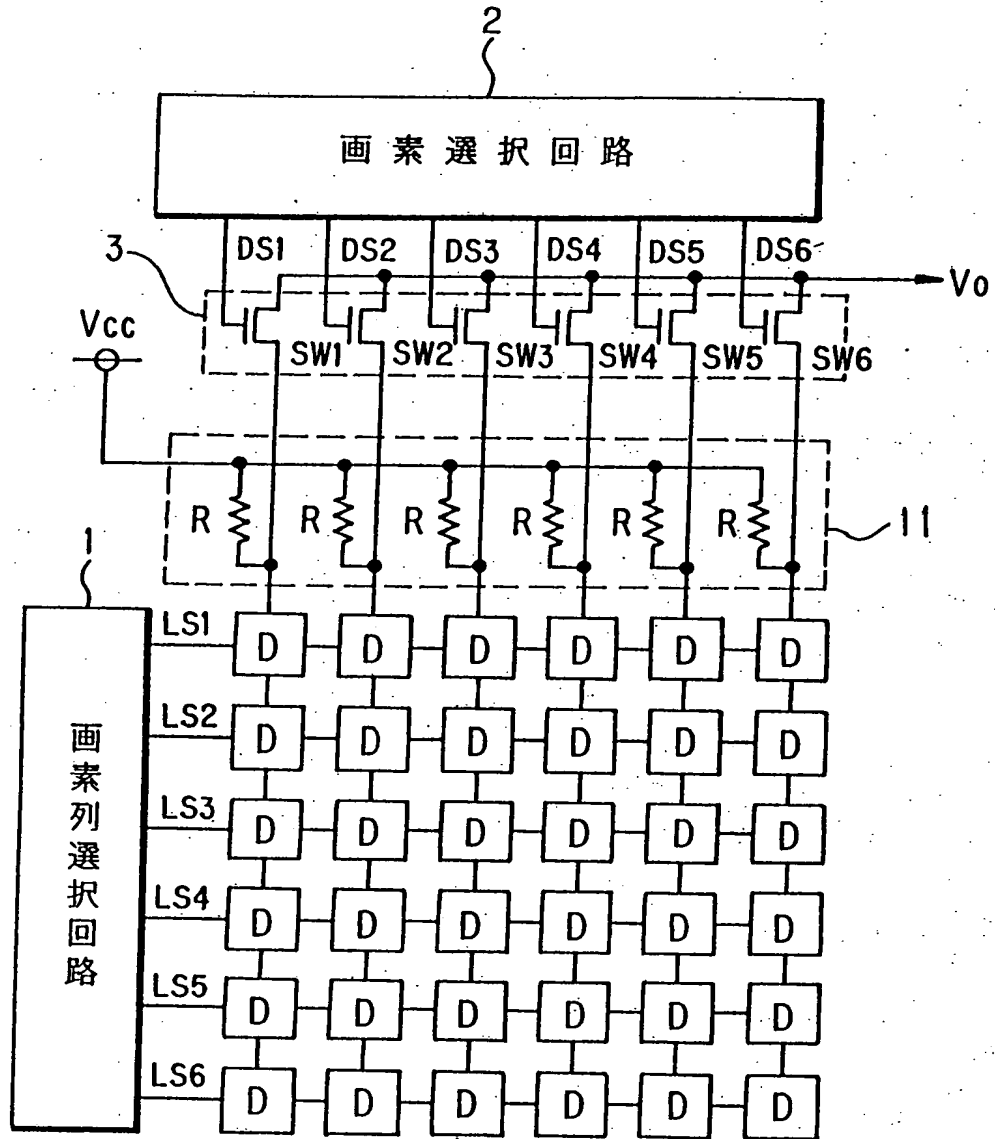 2
画素選択回路
DS1 DS2 DS3 DS4 DS5 DS6
3
Vo
Vcc
SW1 SW2 SW3 SW4 SW5 SW6
R R R R R R
11
1
LS1 D D D D D D
LS2 D D D D D D
LS3 D D D D D D
LS4 D D D D D D
LS5 D D D D D D
LS6 D D D D D D
画素列選択回路